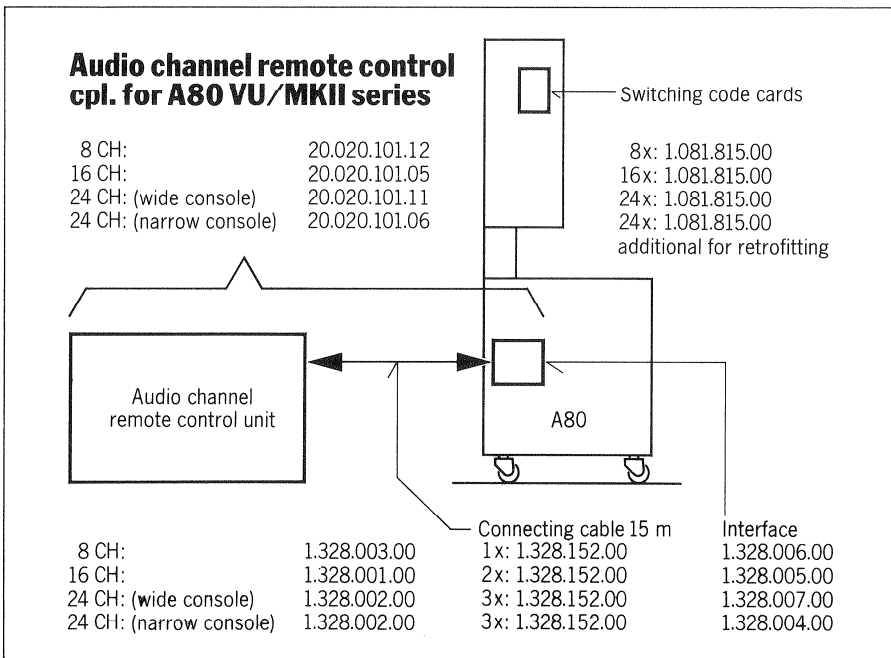 Audio channel remote control
cpl. for A80 VU/MKII series
8 CH: 20.020.101.12
16 CH: 20.020.101.05
24 CH: (wide console) 20.020.101.11
24 CH: (narrow console) 20.020.101.06
Switching code cards
8x: 1.081.815.00
16x: 1.081.815.00
24x: 1.081.815.00
24x: 1.081.815.00
additional for retrofitting
Audio channel
remote control unit
A80
8 CH: 1.328.003.00
16 CH: 1.328.001.00
24 CH: (wide console) 1.328.002.00
24 CH: (narrow console) 1.328.002.00
Connecting cable 15 m
1x: 1.328.152.00
2x: 1.328.152.00
3x: 1.328.152.00
3x: 1.328.152.00
Interface
1.328.006.00
1.328.005.00
1.328.007.00
1.328.004.00